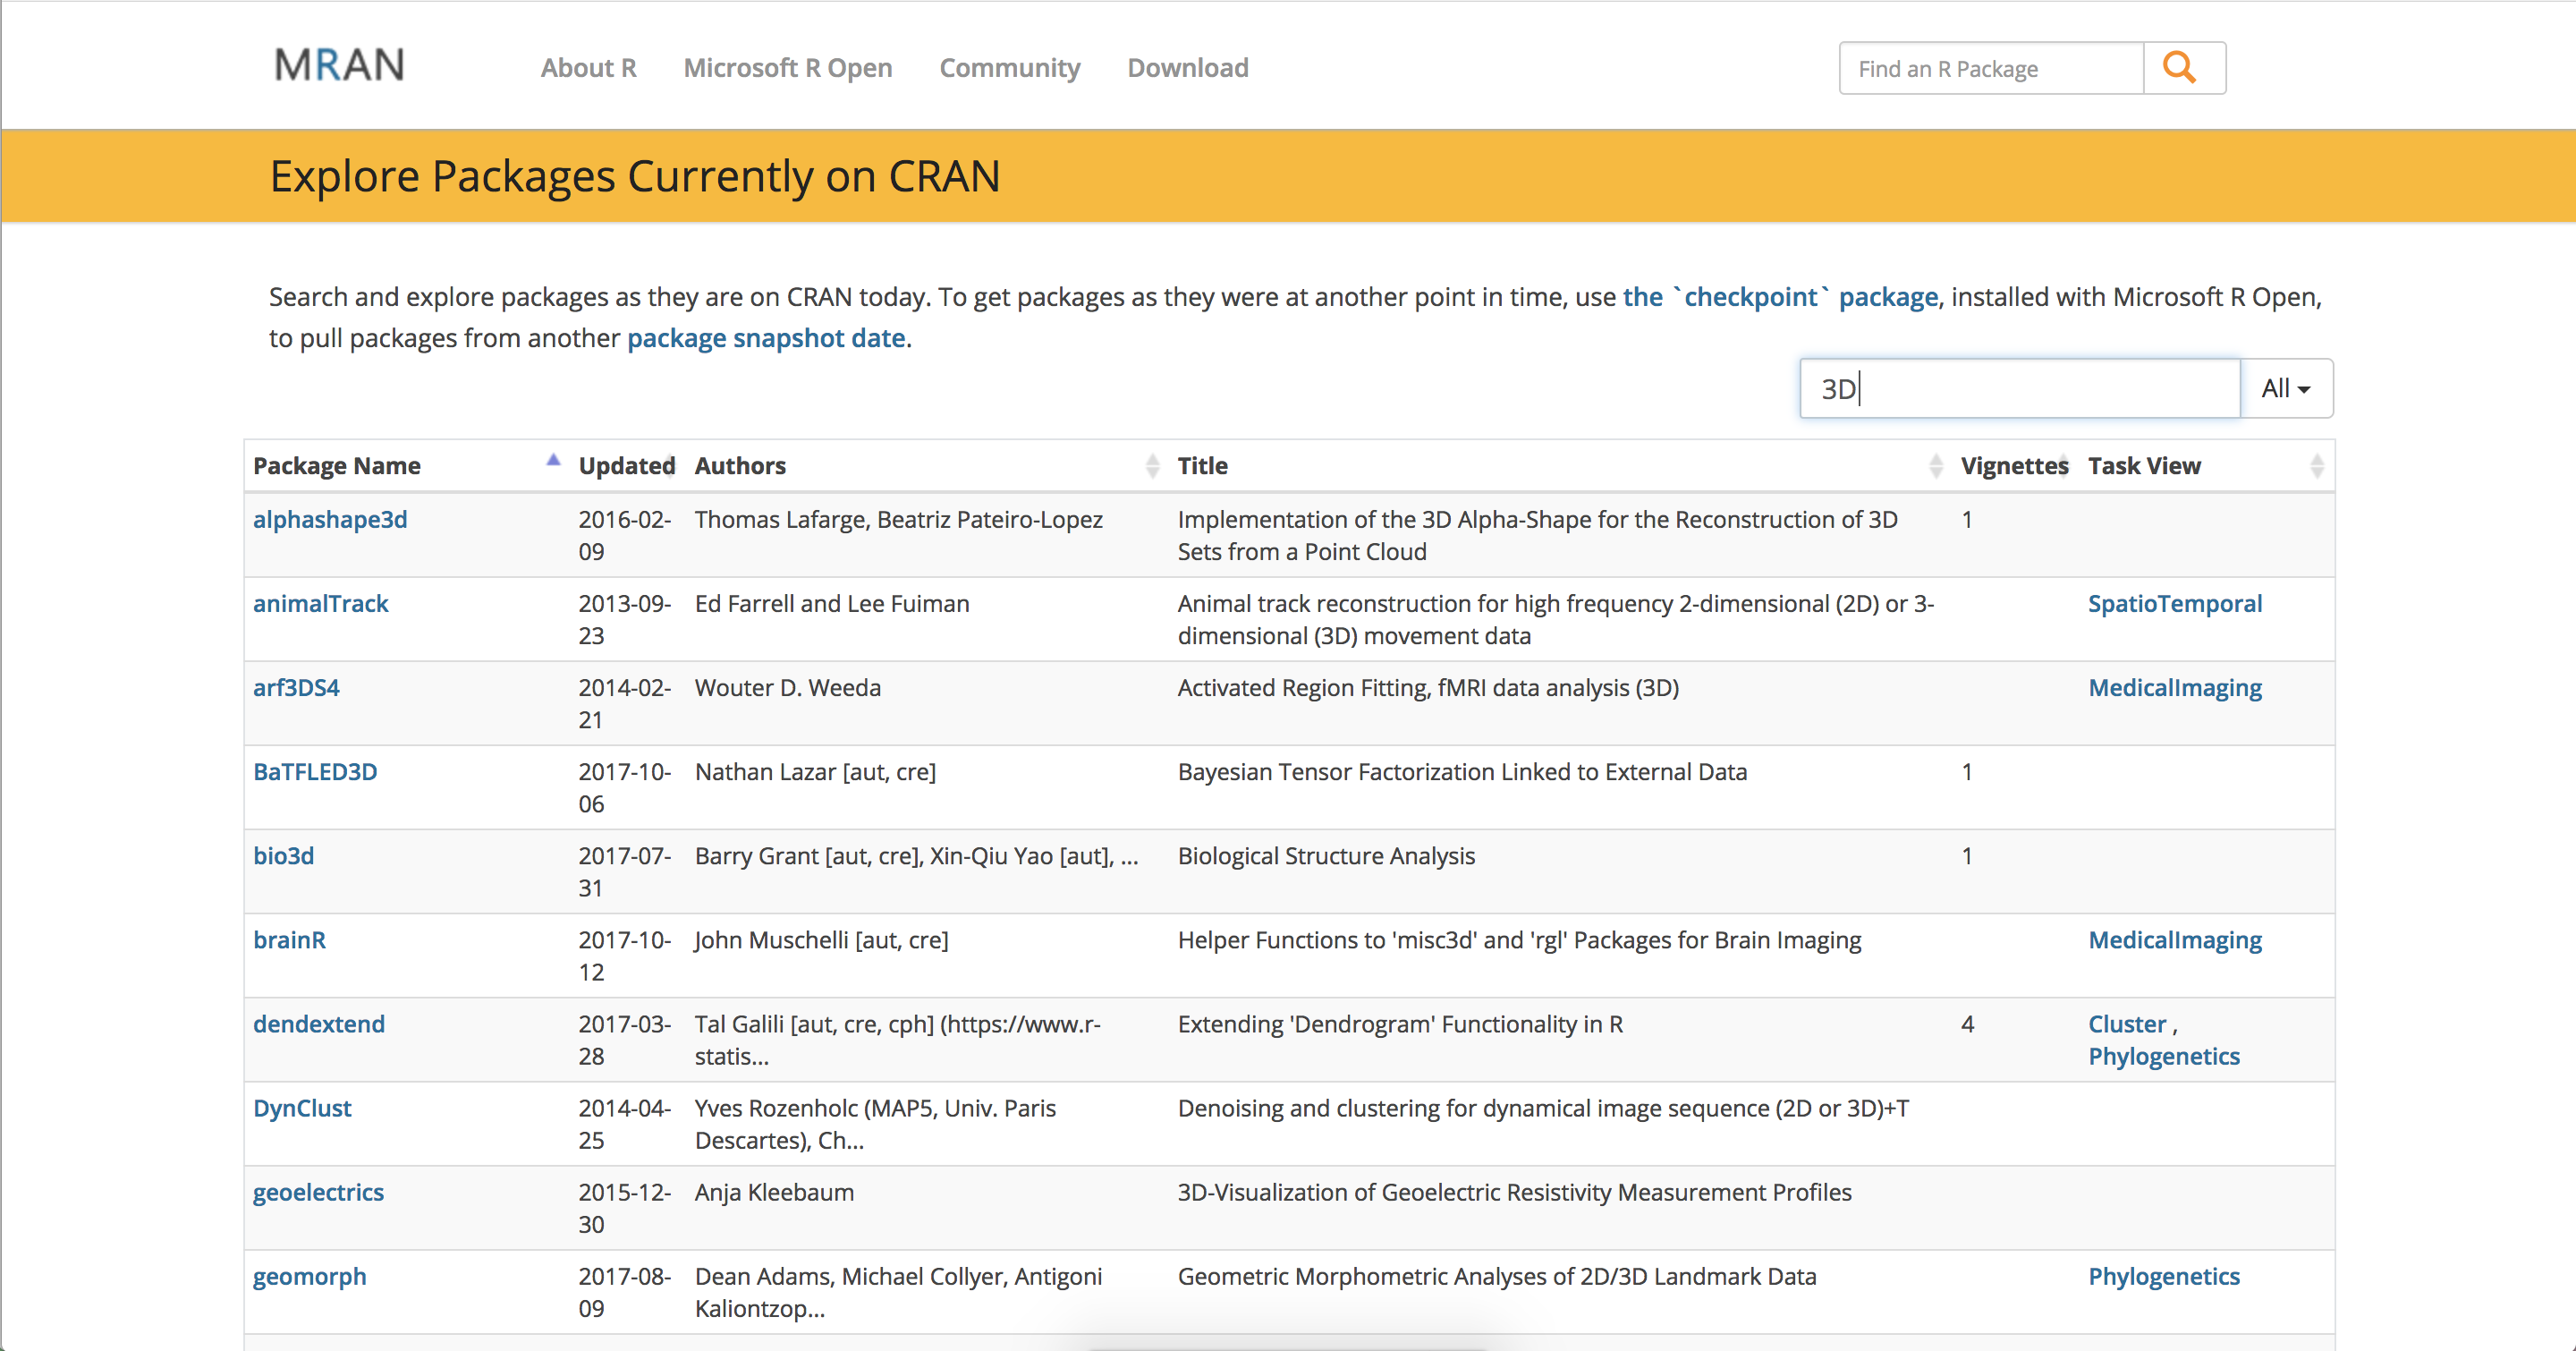 MRAN About R Microsoft R Open Community Download Find an R Package
Explore Packages Currently on CRAN
Search and explore packages as they are on CRAN today. To get packages as they were at another point in time, use the `checkpoint` package, installed with Microsoft R Open,
to pull packages from another package snapshot date.
3D All
Package Name Updated Authors Title Vignettes Task View
alphashape3d 2016-02- Thomas Lafarge, Beatriz Pateiro-Lopez Implementation of the 3D Alpha-Shape for the Reconstruction of 3D 1
09 Sets from a Point Cloud
animalTrack 2013-09- Ed Farrell and Lee Fuiman Animal track reconstruction for high frequency 2-dimensional (2D) or 3- SpatioTemporal
23 dimensional (3D) movement data
arf3DS4 2014-02- Wouter D. Weeda Activated Region Fitting, fMRI data analysis (3D) MedicalImaging
21
BaTFLED3D 2017-10- Nathan Lazar [aut, cre] Bayesian Tensor Factorization Linked to External Data 1
06
bio3d 2017-07- Barry Grant [aut, cre], Xin-Qiu Yao [aut], ... Biological Structure Analysis 1
31
brainR 2017-10- John Muschelli [aut, cre] Helper Functions to 'misc3d' and 'rgl' Packages for Brain Imaging MedicalImaging
12
dendextend 2017-03- Tal Galili [aut, cre, cph] (https://www.r- Extending 'Dendrogram' Functionality in R 4 Cluster ,
28 statis... Phylogenetics
DynClust 2014-04- Yves Rozenholc (MAP5, Univ. Paris Denoising and clustering for dynamical image sequence (2D or 3D)+T
25 Descartes), Ch...
geoelectrics 2015-12- Anja Kleebaum 3D-Visualization of Geoelectric Resistivity Measurement Profiles
30
geomorph 2017-08- Dean Adams, Michael Collyer, Antigoni Geometric Morphometric Analyses of 2D/3D Landmark Data Phylogenetics
09 Kaliontzop...